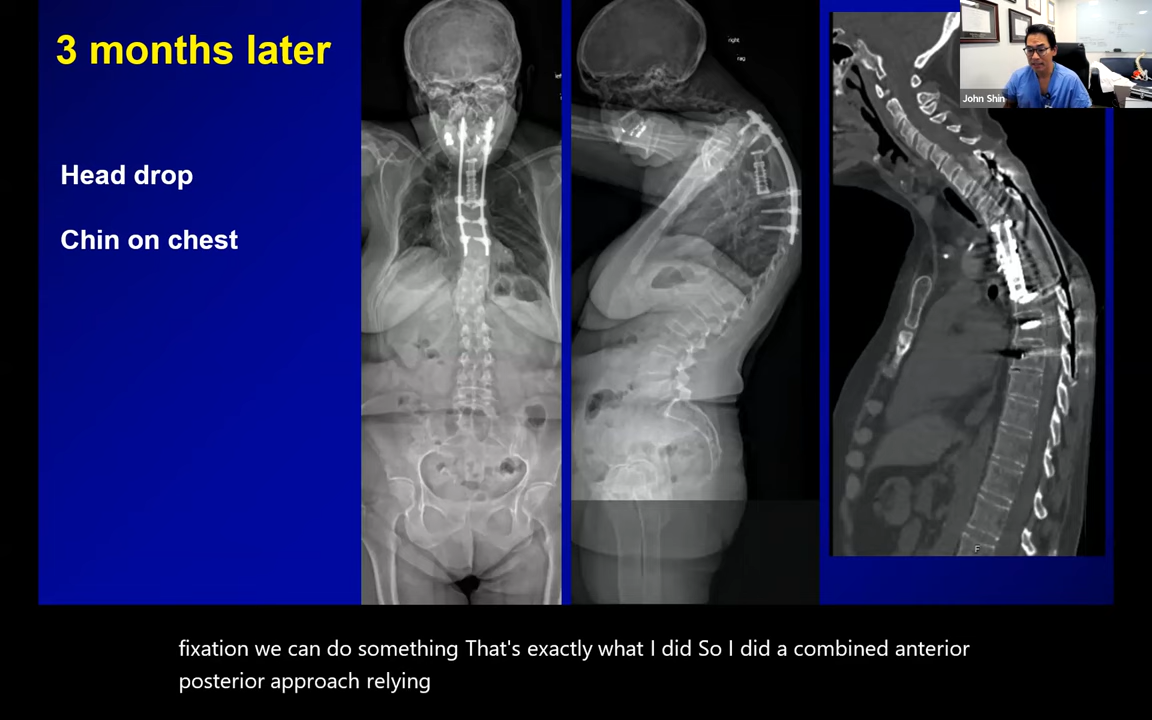 3 months later
Head drop
Chin on chest
right
John Shin
F
fixation we can do something That's exactly what I did So I did a combined anterior
posterior approach relying